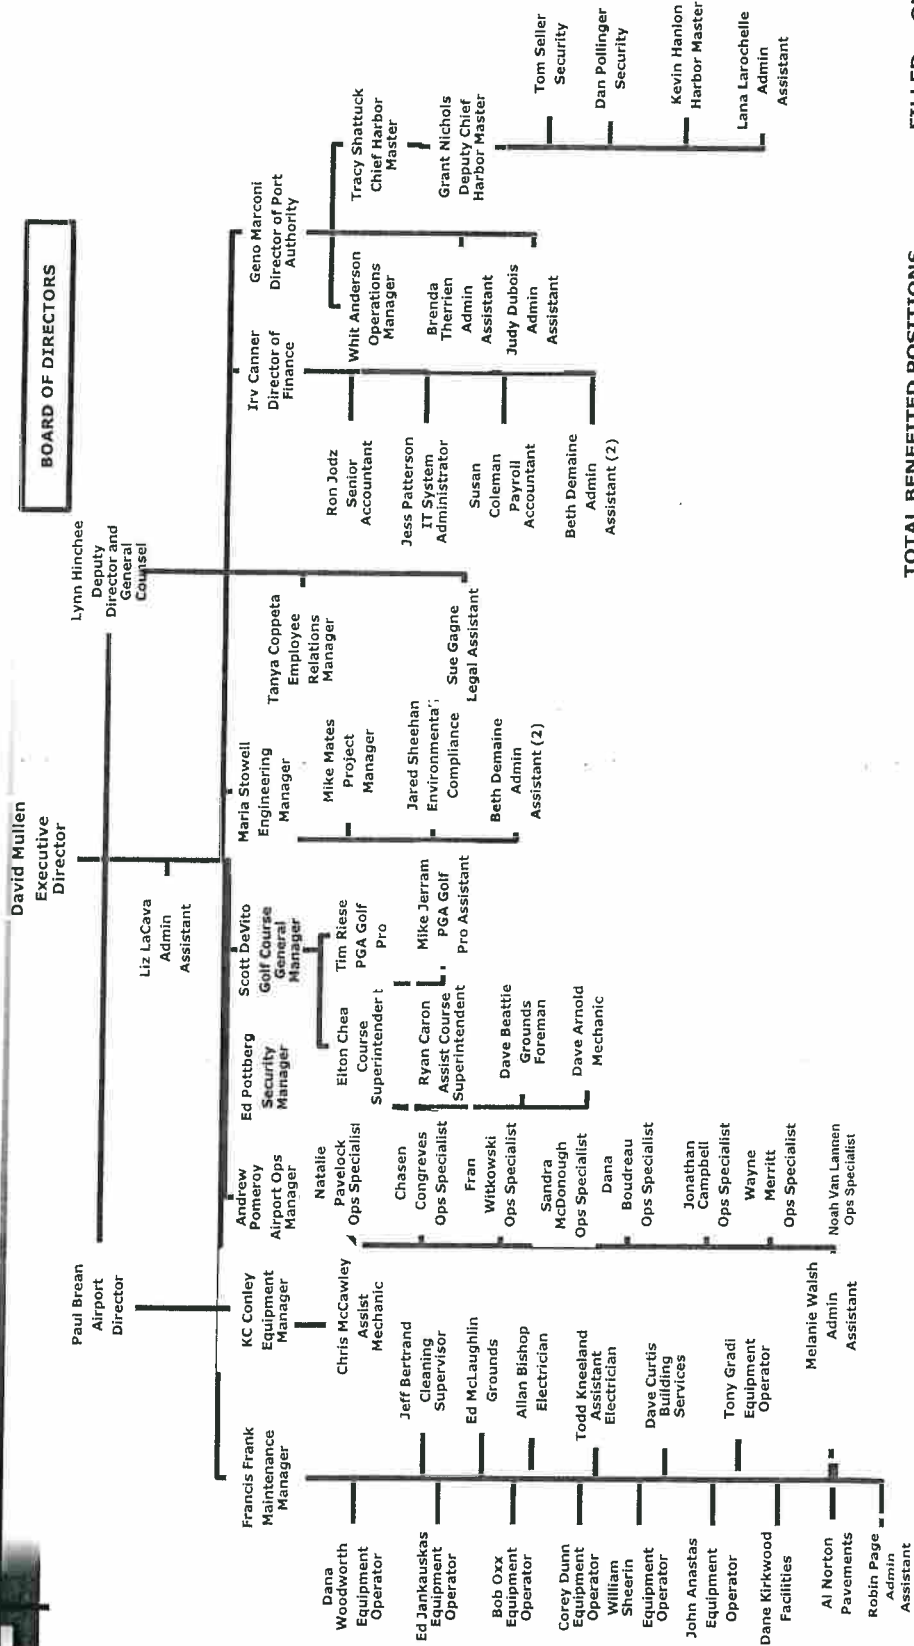 BOARD OF DIRECTORS
David Mullen
Executive
Director
Paul Brean
Airport
Director
Lynn Hinchee
Deputy
Director and
General
Counsel
Liz LaCava
Admin
Assistant
Francis Frank
Maintenance
Manager
KC Conley
Equipment
Manager
Andrew
Pomeroy
Airport Ops
Manager
Ed Pottberg
Security
Manager
Scott DeVito
Golf Course
General
Manager
Maria Stowell
Engineering
Manager
Irv Canner
Director of
Finance
Geno Marconi
Director of Port
Authority
Dana
Woodworth
Equipment
Operator
Ed Jankauskas
Equipment
Operator
Bob Oxx
Equipment
Operator
Corey Dunn
Equipment
Operator
William
Sheerin
Equipment
Operator
John Anastas
Equipment
Operator
Dane Kirkwood
Facilities
Al Norton
Pavements
Robin Page
Admin
Assistant
Jeff Bertrand
Cleaning
Supervisor
Ed McLaughlin
Grounds
Allan Bishop
Electrician
Todd Kneeland
Assistant
Electrician
Dave Curtis
Building
Services
Tony Gradi
Equipment
Operator
Melanie Walsh
Admin
Assistant
Chris McCawley
Assist
Mechanic
Natalie
Pavelock
Ops Specialist
Chasen
Congreves
Ops Specialist
Fran
Witkowski
Ops Specialist
Sandra
McDonough
Ops Specialist
Dana
Boudreau
Ops Specialist
Jonathan
Campbell
Ops Specialist
Wayne
Merritt
Ops Specialist
Noah Van Lannen
Ops Specialist
Elton Chea
Course
Superintendent
Ryan Caron
Assist Course
Superintendent
Dave Beattie
Grounds
Foreman
Dave Arnold
Mechanic
Tim Riese
PGA Golf
Pro
Mike Jerram
PGA Golf
Pro Assistant
Mike Mates
Project
Manager
Jared Sheehan
Environmental
Compliance
Beth Demaine
Admin
Assistant (2)
Tanya Coppeta
Employee
Relations
Manager
Sue Gagne
Legal Assistant
Ron Jodz
Senior
Accountant
Jess Patterson
IT System
Administrator
Susan
Coleman
Payroll
Accountant
Beth Demaine
Admin
Assistant (2)
Whit Anderson
Operations
Manager
Brenda
Therrien
Admin
Assistant
Judy Dubois
Admin
Assistant
Tracy Shattuck
Chief Harbor
Master
Grant Nichols
Deputy Chief
Harbor Master
Tom Seller
Security
Dan Pollinger
Security
Kevin Hanlon
Harbor Master
Lana Larochelle
Admin
Assistant
TOTAL BENEFITED POSITIONS